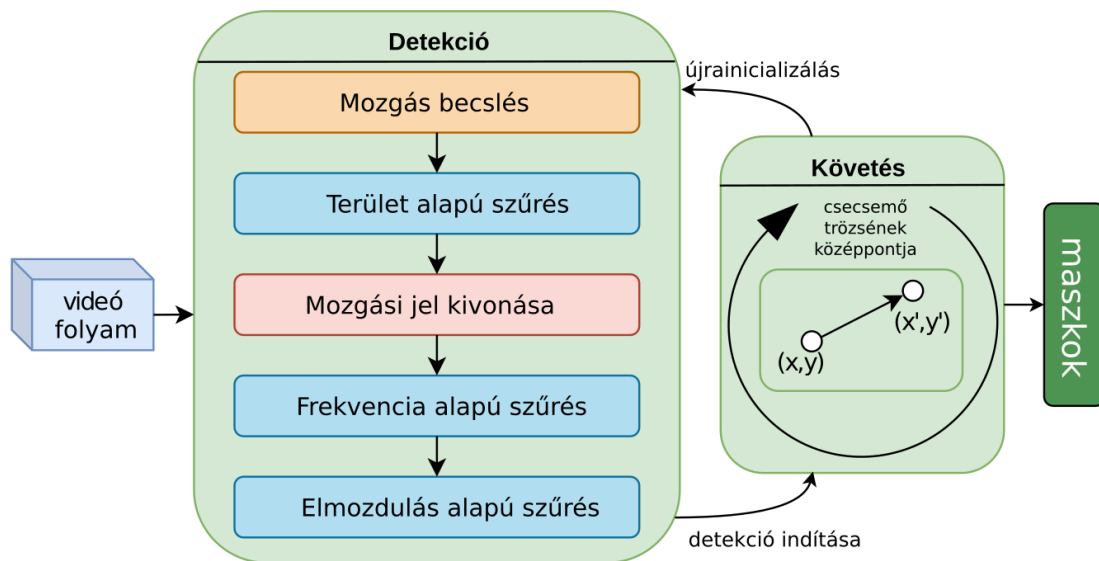 videó
folyam
Detekció
Mozgás becslés
Terület alapú szűrés
Mozgási jel kivonása
Frekvencia alapú szűrés
Elmozdulás alapú szűrés
újrainicializálás
Követés
csecsemő
trözsének
középpontja
(x',y')
(x,y)
detekció indítása
maszkok